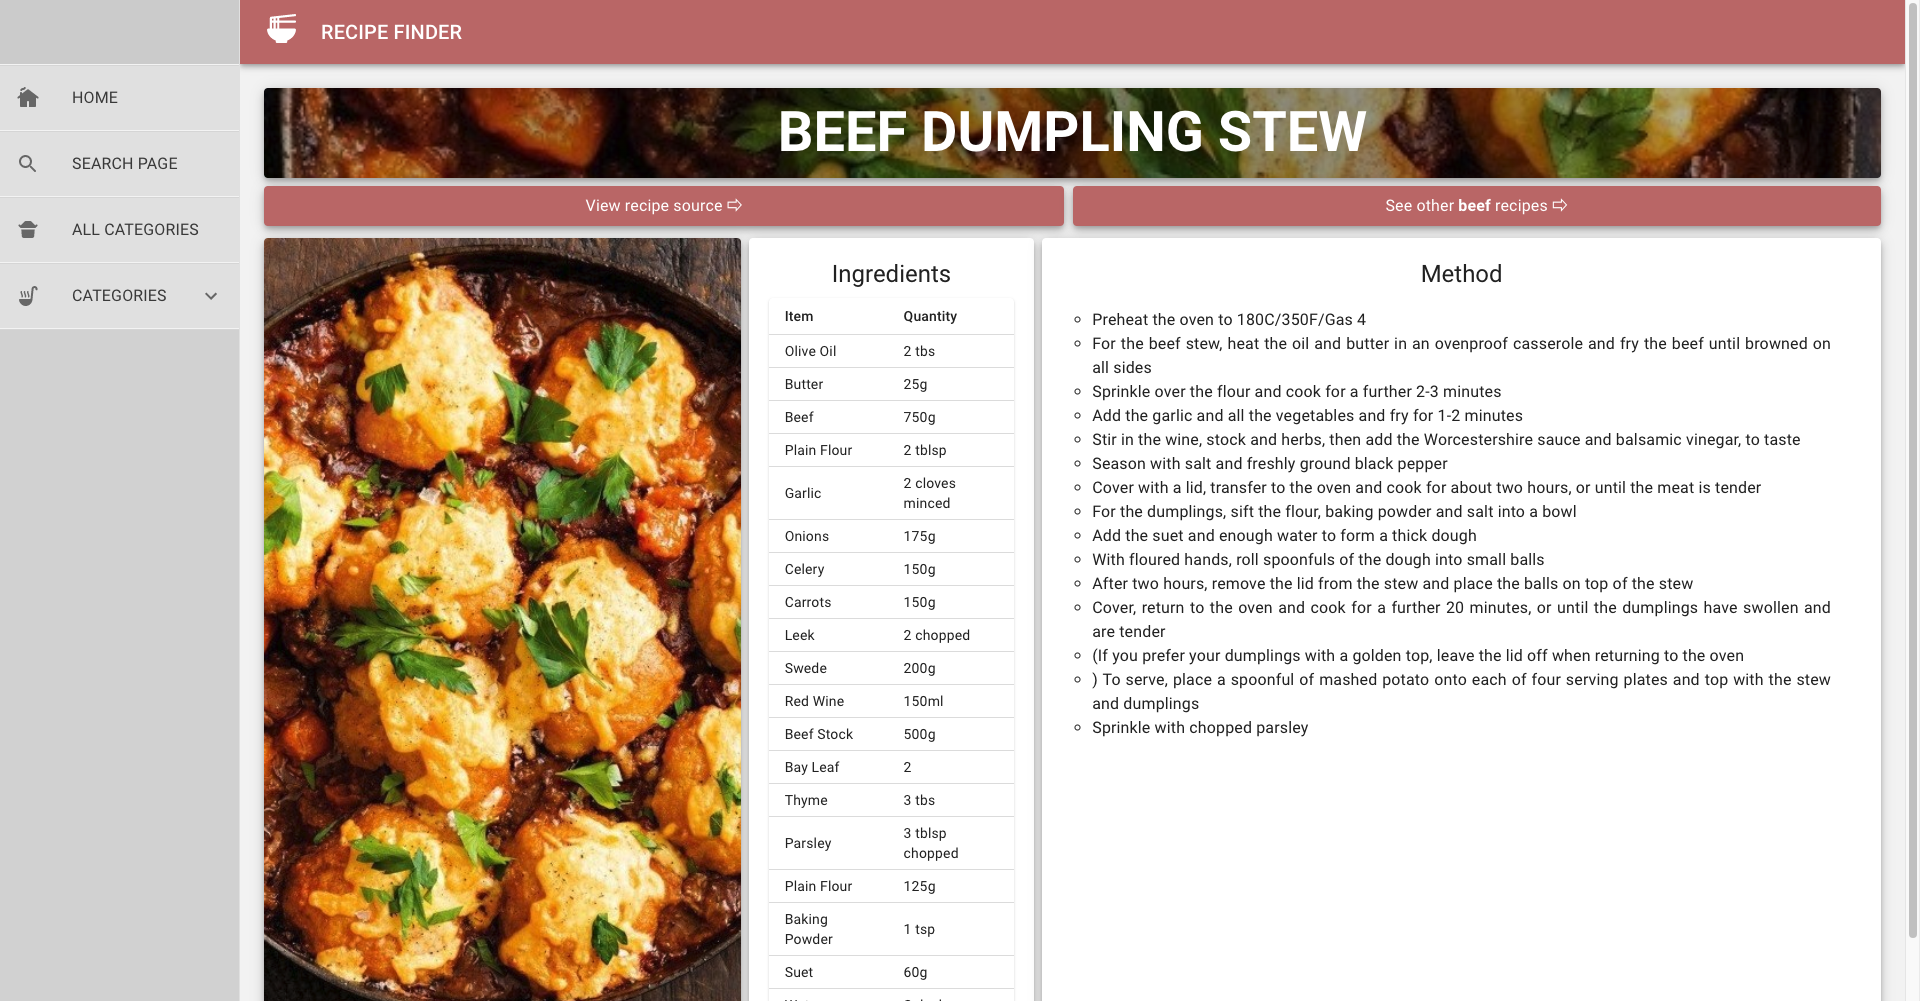 RECIPE FINDER
HOME
SEARCH PAGE
ALL CATEGORIES
CATEGORIES
BEEF DUMPLING STEW
View recipe source ⇨
See other beef recipes ⇨
Ingredients
Item Quantity
Olive Oil 2 tbs
Butter 25g
Beef 750g
Plain Flour 2 tblsp
Garlic 2 cloves
minced
Onions 175g
Celery 150g
Carrots 150g
Leek 2 chopped
Swede 200g
Red Wine 150ml
Beef Stock 500g
Bay Leaf 2
Thyme 3 tbs
Parsley 3 tblsp
chopped
Plain Flour 125g
Baking
Powder 1 tsp
Suet 60g
Method
Preheat the oven to 180C/350F/Gas 4
For the beef stew, heat the oil and butter in an ovenproof casserole and fry the beef until browned on
all sides
Sprinkle over the flour and cook for a further 2-3 minutes
Add the garlic and all the vegetables and fry for 1-2 minutes
Stir in the wine, stock and herbs, then add the Worcestershire sauce and balsamic vinegar, to taste
Season with salt and freshly ground black pepper
Cover with a lid, transfer to the oven and cook for about two hours, or until the meat is tender
For the dumplings, sift the flour, baking powder and salt into a bowl
Add the suet and enough water to form a thick dough
With floured hands, roll spoonfuls of the dough into small balls
After two hours, remove the lid from the stew and place the balls on top of the stew
Cover, return to the oven and cook for a further 20 minutes, or until the dumplings have swollen and
are tender
(If you prefer your dumplings with a golden top, leave the lid off when returning to the oven
) To serve, place a spoonful of mashed potato onto each of four serving plates and top with the stew
and dumplings
Sprinkle with chopped parsley